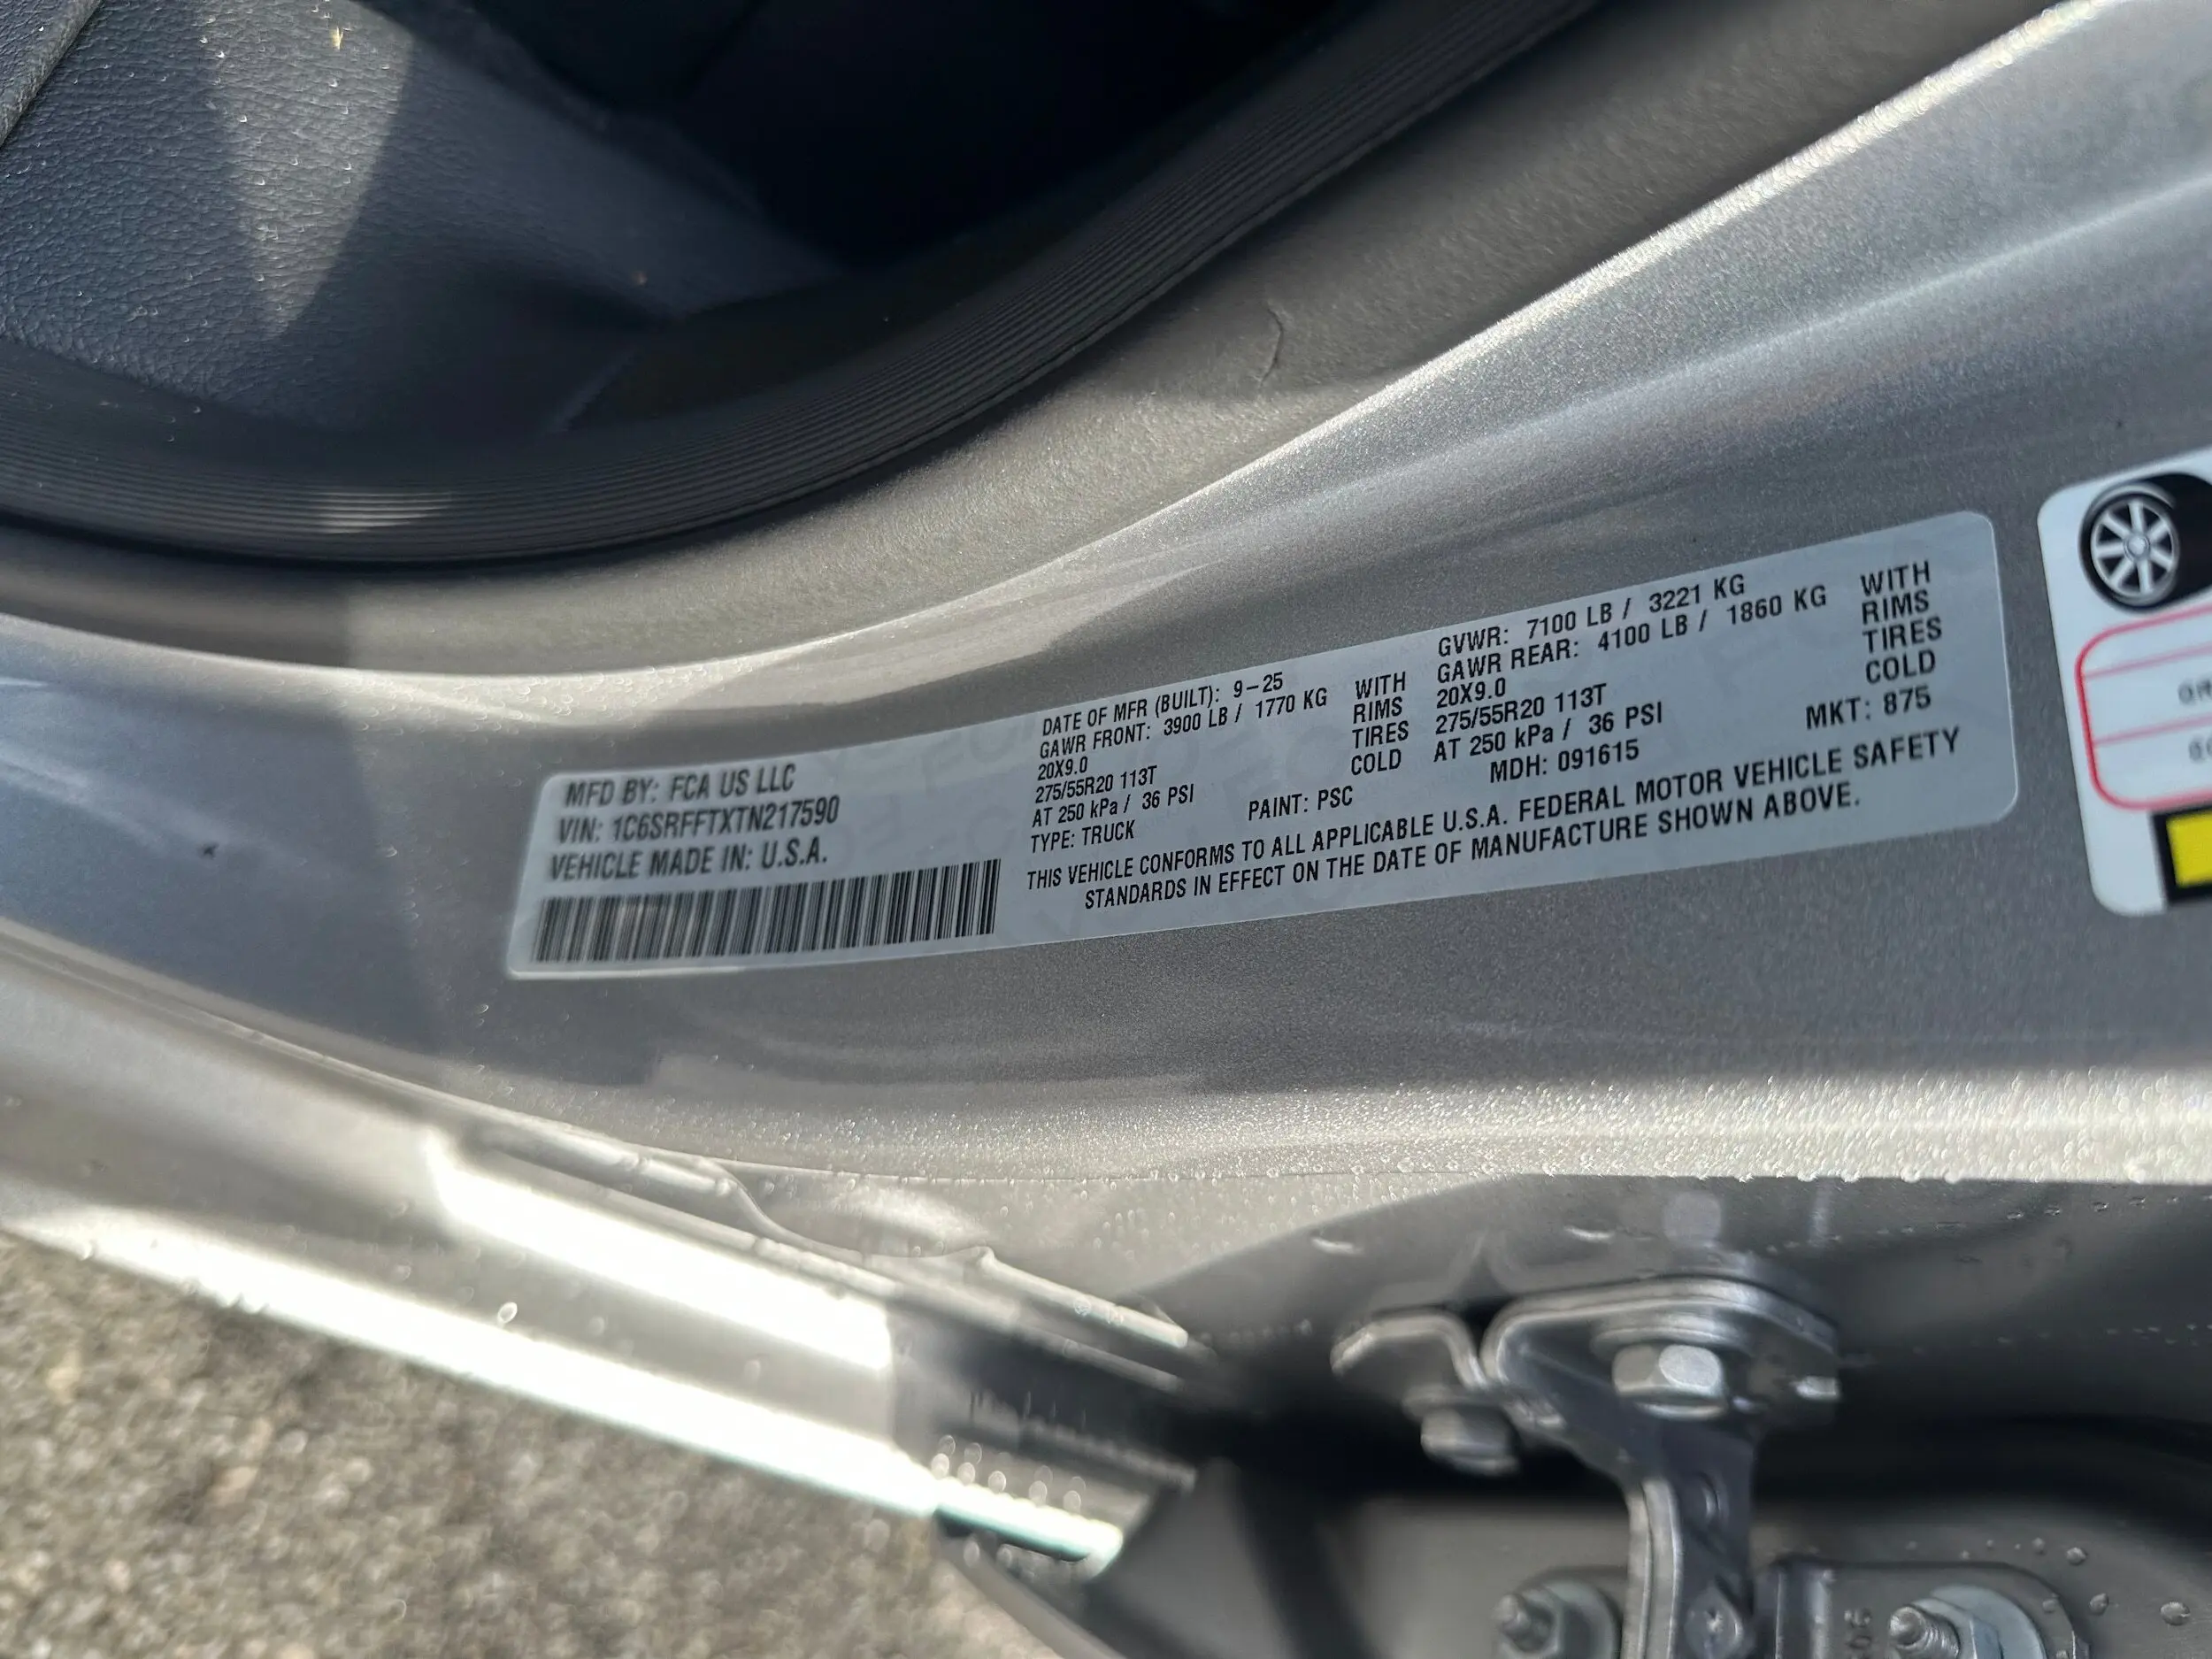 MFD BY: FCA US LLC
VIN: 1C6SRFFTXTN217590
VEHICLE MADE IN: U.S.A.
DATE OF MFR (BUILT): 9-25
GAWR FRONT: 3900 LB / 1770 KG WITH
20X9.0 RIMS
275/55R20 113T TIRES
AT 250 kPa / 36 PSI COLD
TYPE: TRUCK PAINT: PSC
GVWR: 7100 LB / 3221 KG
GAWR REAR: 4100 LB / 1860 KG WITH
20X9.0 RIMS
275/55R20 113T TIRES
AT 250 kPa / 36 PSI COLD
MDH: 091615 MKT: 875
THIS VEHICLE CONFORMS TO ALL APPLICABLE U.S.A. FEDERAL MOTOR VEHICLE SAFETY
STANDARDS IN EFFECT ON THE DATE OF MANUFACTURE SHOWN ABOVE.